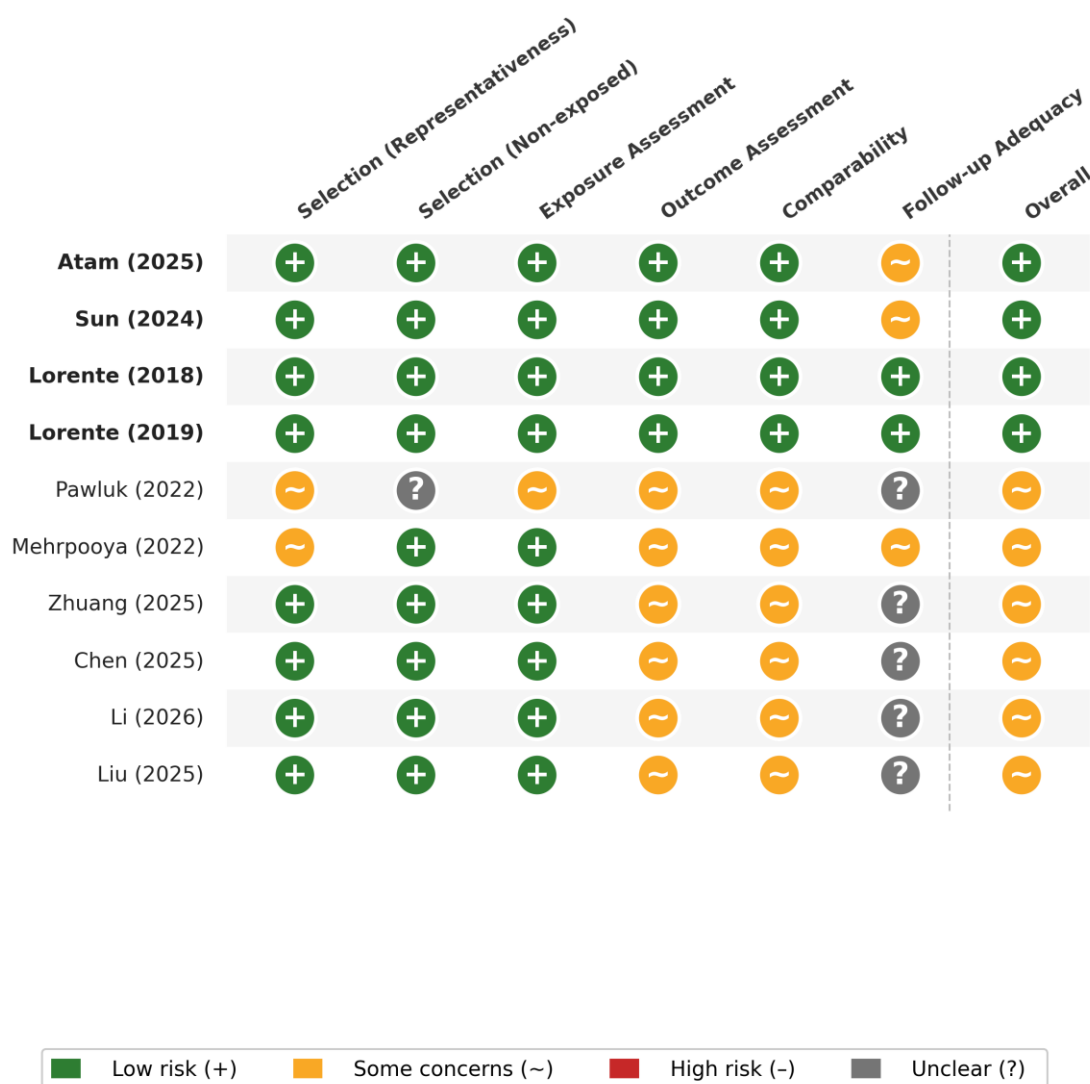 Selection (Representativeness)
Selection (Non-exposed)
Exposure Assessment
Outcome Assessment
Comparability
Follow-up Adequacy
Overall
Atam (2025) + + + + + ~ +
Sun (2024) + + + + + ~ +
Lorente (2018) + + + + + + +
Lorente (2019) + + + + + + +
Pawluk (2022) ~ ? ~ ~ ~ ? ~
Mehrpooya (2022) ~ + + ~ ~ ~ ~
Zhuang (2025) + + + ~ ~ ? ~
Chen (2025) + + + ~ ~ ? ~
Li (2026) + + + ~ ~ ? ~
Liu (2025) + + + ~ ~ ? ~
Low risk (+) Some concerns (~) High risk (–) Unclear (?)